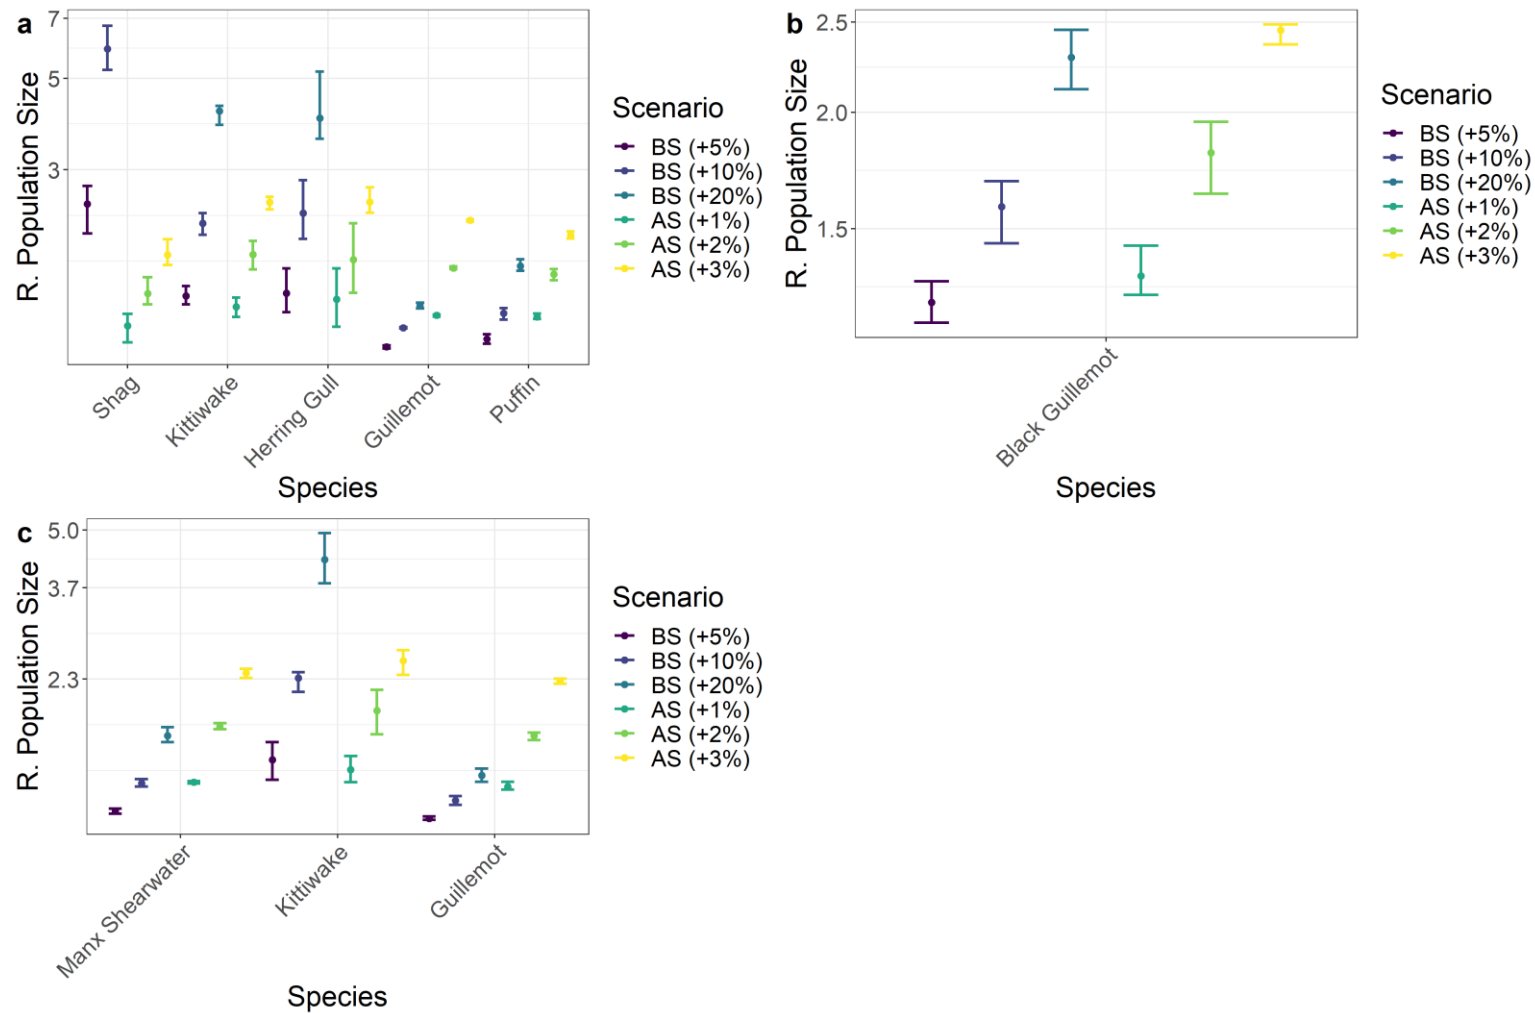 a
7
5
3
R. Population Size
Shag
Kittiwake
Herring Gull
Guillemot
Puffin
Species
Scenario
BS (+5%)
BS (+10%)
BS (+20%)
AS (+1%)
AS (+2%)
AS (+3%)
b
2.5
2.0
1.5
R. Population Size
Black Guillemot
Species
Scenario
BS (+5%)
BS (+10%)
BS (+20%)
AS (+1%)
AS (+2%)
AS (+3%)
c
5.0
3.7
2.3
R. Population Size
Manx Shearwater
Kittiwake
Guillemot
Species
Scenario
BS (+5%)
BS (+10%)
BS (+20%)
AS (+1%)
AS (+2%)
AS (+3%)